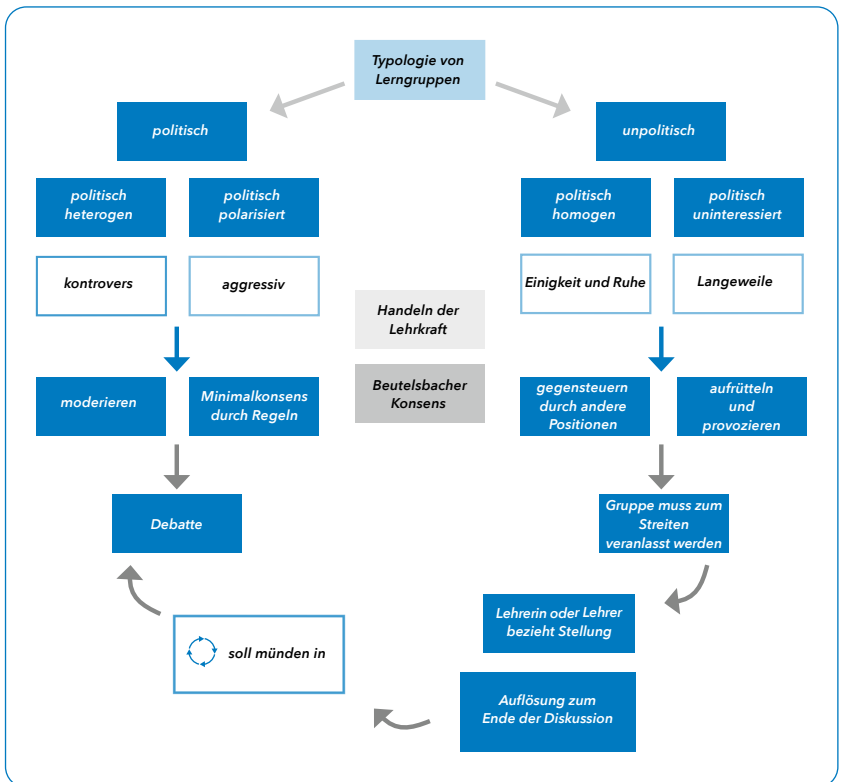 Typologie von
Lerngruppen
politisch
unpolitisch
politisch
heterogen
politisch
polarisiert
politisch
homogen
politisch
uninteressiert
kontrovers
aggressiv
Einigkeit und Ruhe
Langeweile
Handeln der
Lehrkraft
Beutelsbacher
Konsens
moderieren
Minimalkonsens
durch Regeln
gegensteuern
durch andere
Positionen
aufrütteln
und
provozieren
Debatte
Gruppe muss zum
Streiten
veranlasst werden
Lehrerin oder Lehrer
bezieht Stellung
soll münden in
Auflösung zum
Ende der Diskussion